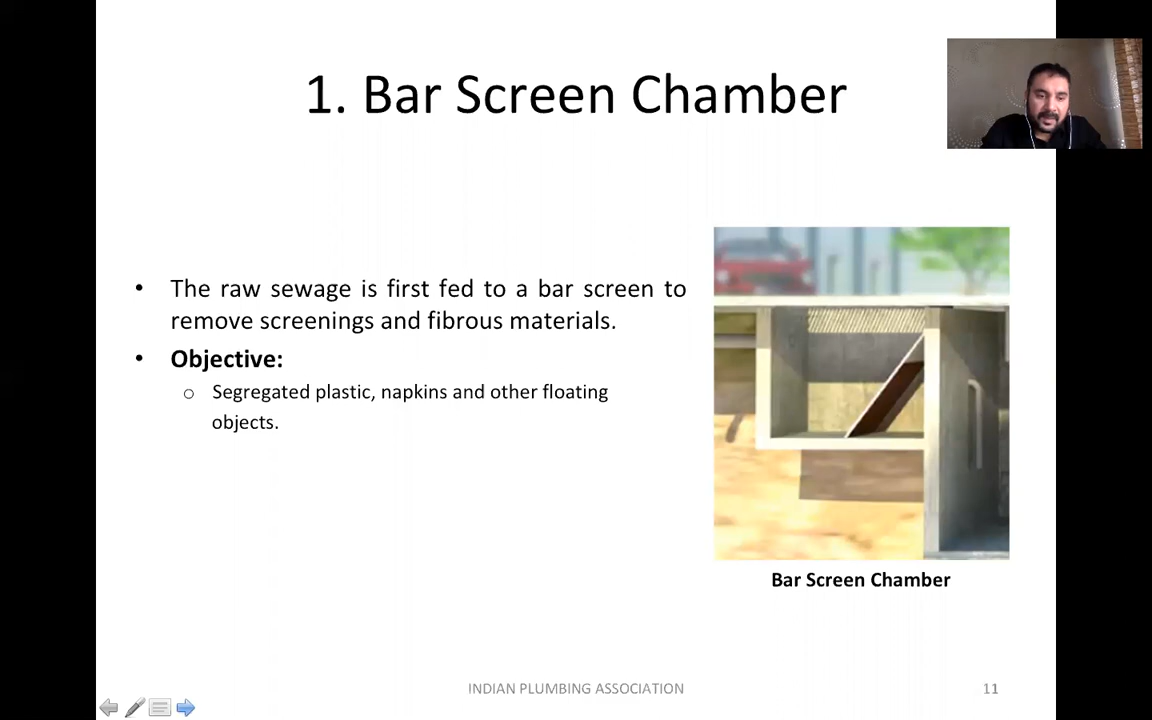 1. Bar Screen Chamber
• The raw sewage is first fed to a bar screen to
remove screenings and fibrous materials.
• Objective:
o Segregated plastic, napkins and other floating
objects.
Bar Screen Chamber
INDIAN PLUMBING ASSOCIATION
11